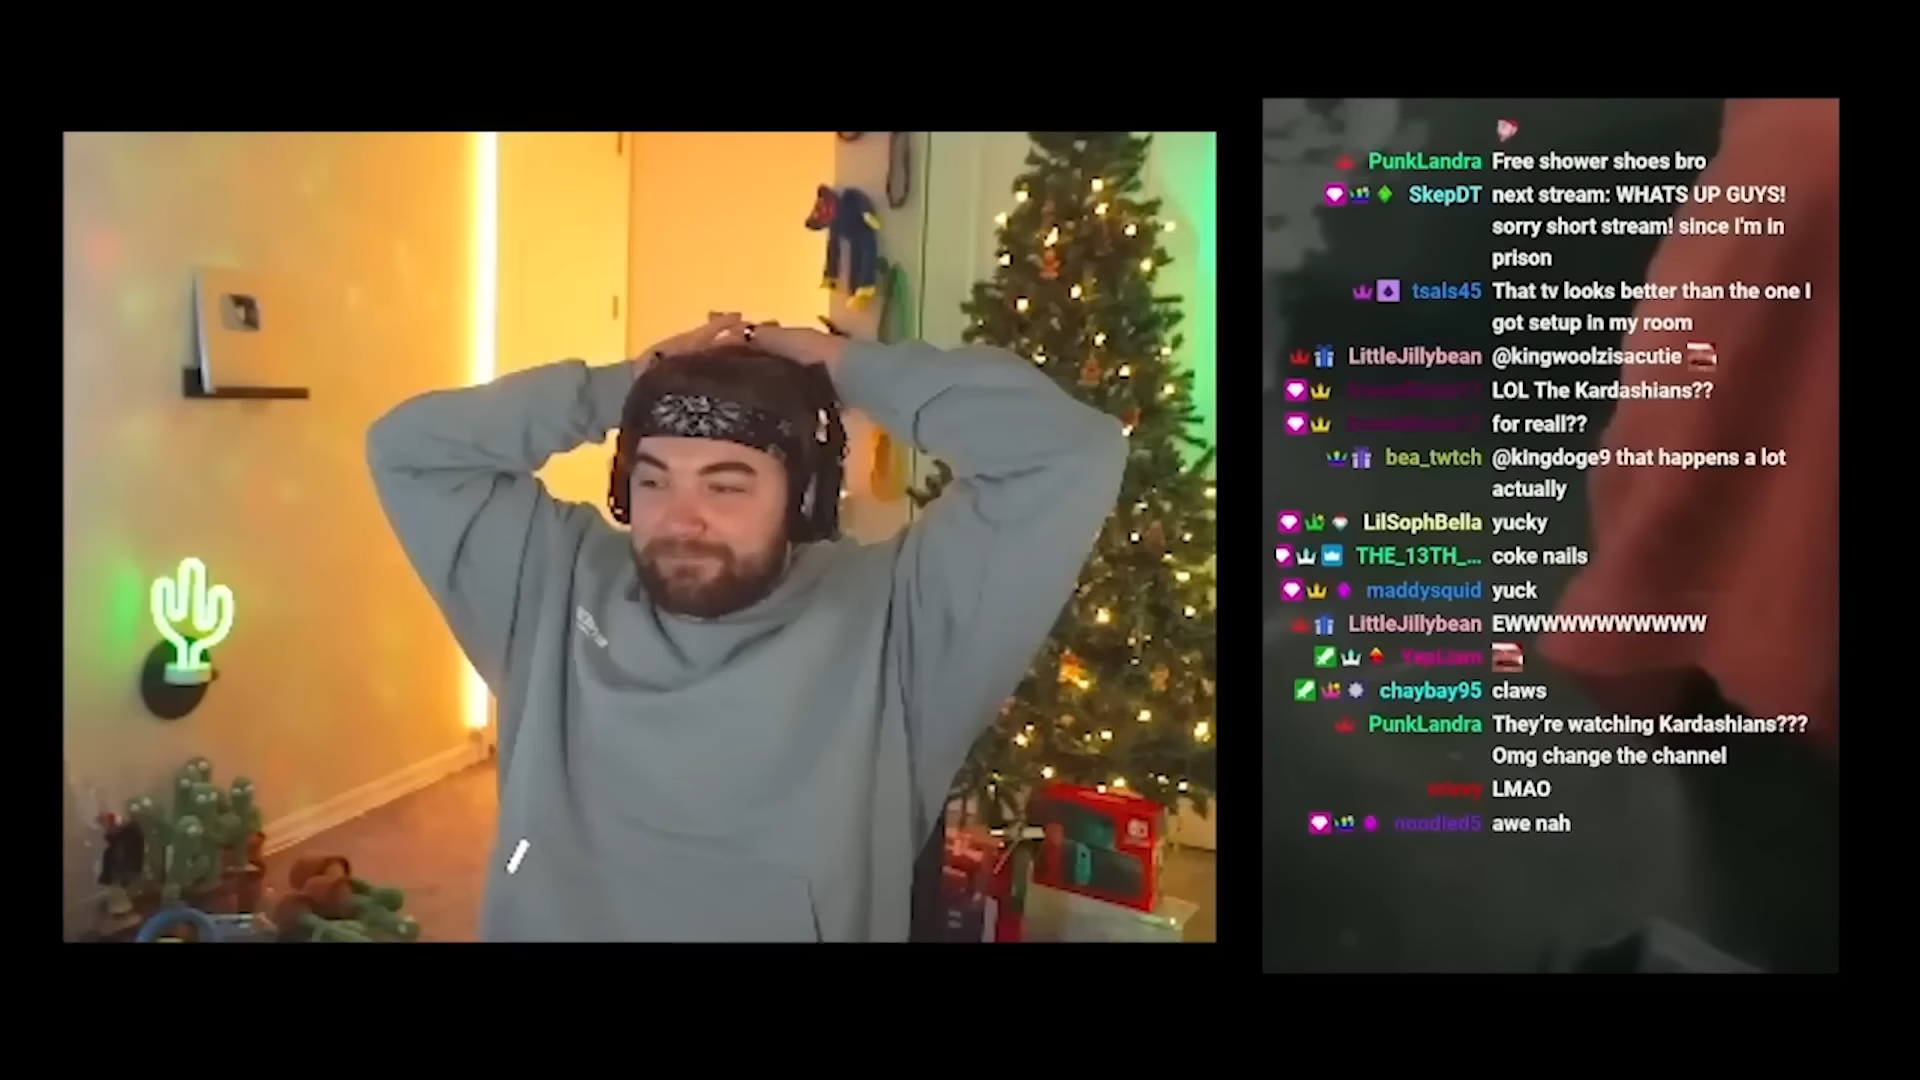 PunkLandra Free shower shoes bro
SkepDT next stream: WHATS UP GUYS!
sorry short stream! since I'm in
prison
tsals45 That tv looks better than the one I
got setup in my room
LittleJillybean @kingwoolzisacutie
LOL The Kardashians??
for reall??
bea_twtch @kingdoge9 that happens a lot
actually
LilSophBella yucky
THE_13TH_... coke nails
maddysquid yuck
LittleJillybean EWWWWWWWWWWW
YapLiam
chaybay95 claws
PunkLandra They're watching Kardashians???
Omg change the channel
LMAO
noodled5 awe nah